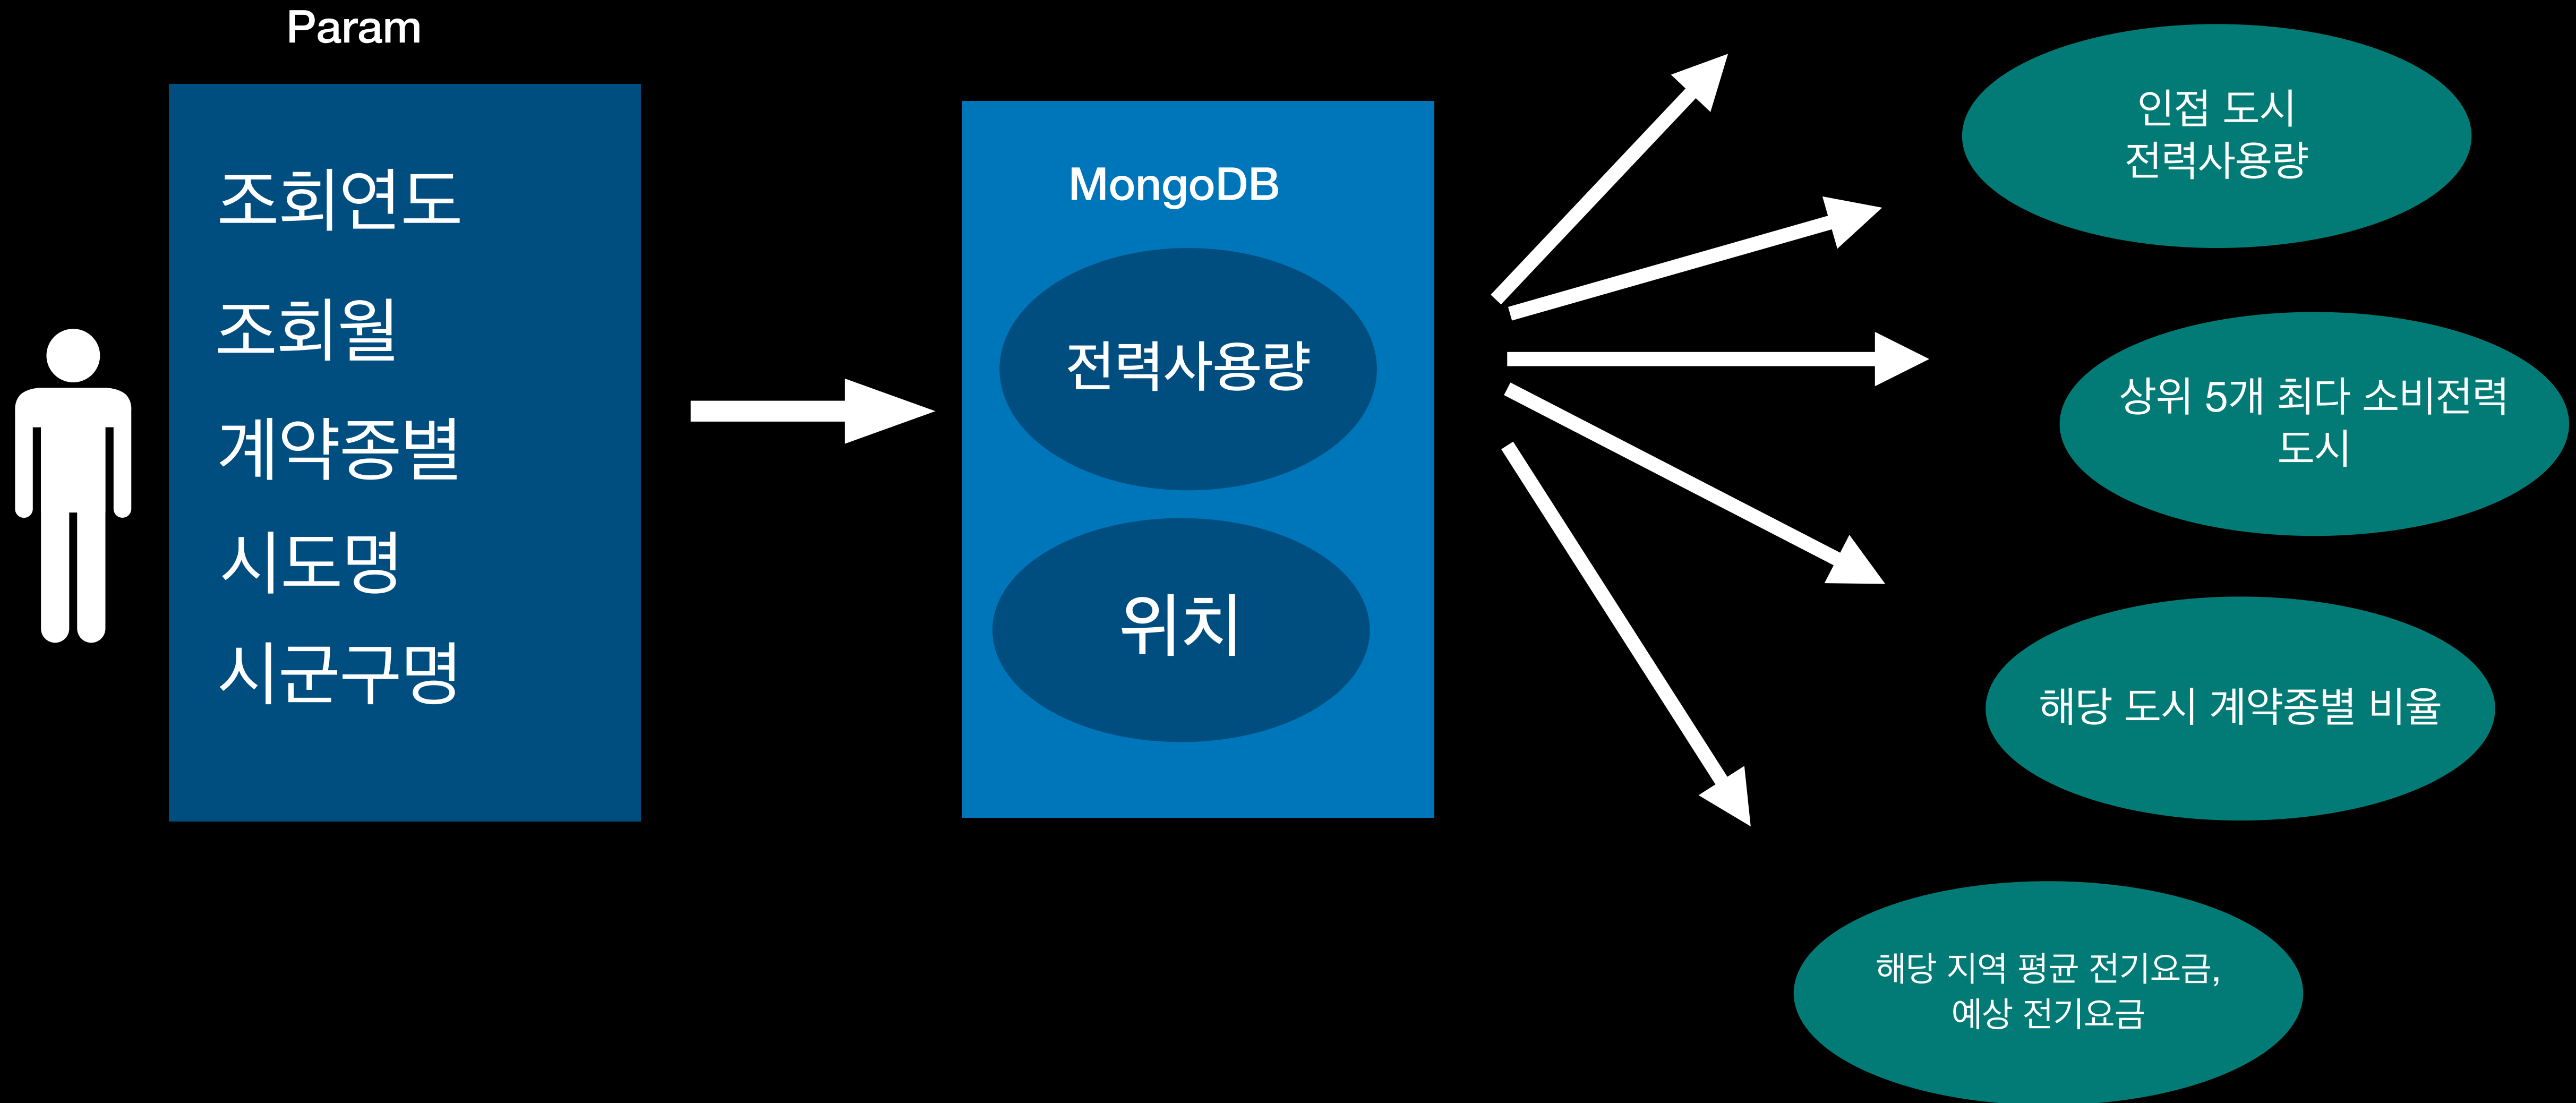 Param
조회연도
조회월
계약종별
시도명
시군구명
MongoDB
전력사용량
위치
인접 도시
전력사용량
상위 5개 최다 소비전력
도시
해당 도시 계약종별 비율
해당 지역 평균 전기요금,
예상 전기요금